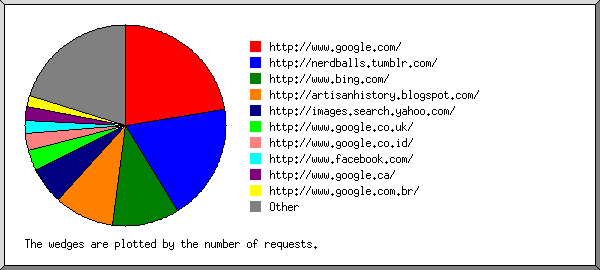 http://www.google.com/
http://nerdballs.tumblr.com/
http://www.bing.com/
http://artisanhistory.blogspot.com/
http://images.search.yahoo.com/
http://www.google.co.uk/
http://www.google.co.id/
http://www.facebook.com/
http://www.google.ca/
http://www.google.com.br/
Other
The wedges are plotted by the number of requests.